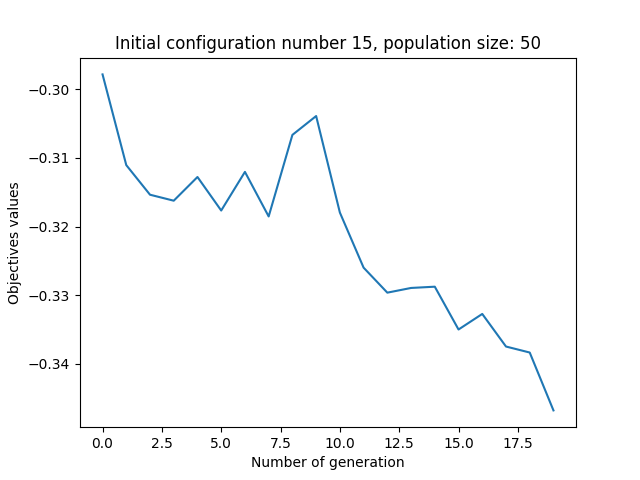 Initial configuration number 15, population size: 50
Objectives values
−0.30
−0.31
−0.32
−0.33
−0.34
0.0 2.5 5.0 7.5 10.0 12.5 15.0 17.5
Number of generation